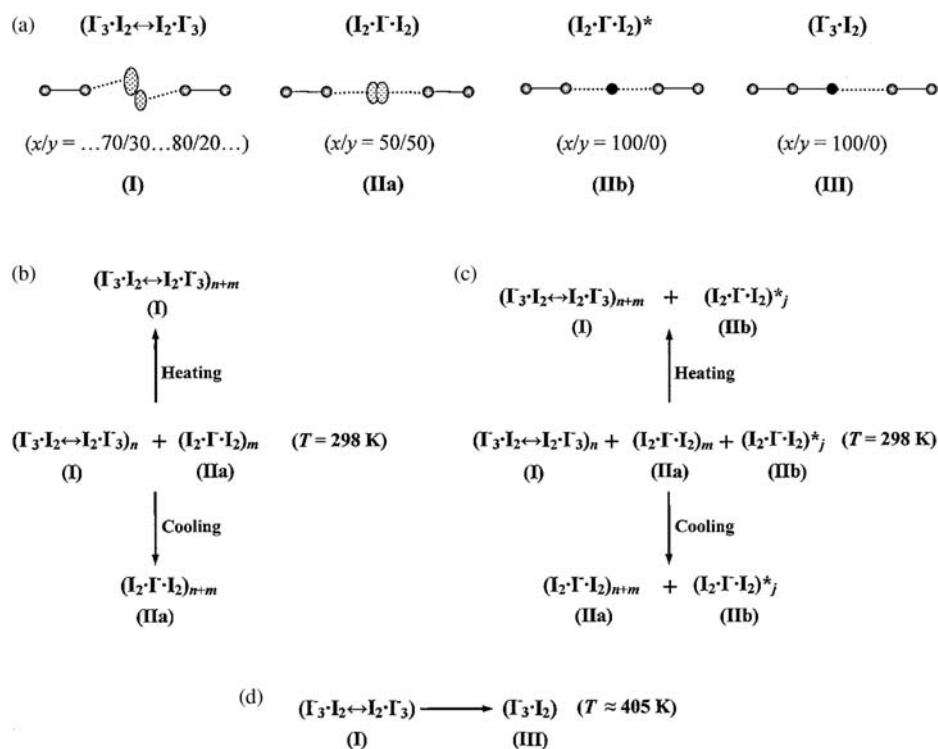 (a) (I⁻₃·I₂↔I₂·I⁻₃) (I₂·I⁻·I₂) (I₂·I⁻·I₂)* (I⁻₃·I₂)
(x/y = ...70/30...80/20...) (x/y = 50/50) (x/y = 100/0) (x/y = 100/0)
(I) (IIa) (IIb) (III)
(b)
(I⁻₃·I₂↔I₂·I⁻₃)n+m
(I)
Heating
(I⁻₃·I₂↔I₂·I⁻₃)n + (I₂·I⁻·I₂)m (T = 298 K)
(I) (IIa)
Cooling
(I₂·I⁻·I₂)n+m
(IIa)
(c)
(I⁻₃·I₂↔I₂·I⁻₃)n+m + (I₂·I⁻·I₂)*j
(I) (IIb)
Heating
(I⁻₃·I₂↔I₂·I⁻₃)n + (I₂·I⁻·I₂)m + (I₂·I⁻·I₂)*j (T = 298 K)
(I) (IIa) (IIb)
Cooling
(I₂·I⁻·I₂)n+m + (I₂·I⁻·I₂)*j
(IIa) (IIb)
(d) (I⁻₃·I₂↔I₂·I⁻₃) → (I⁻₃·I₂) (T ≈ 405 K)
(I) (III)